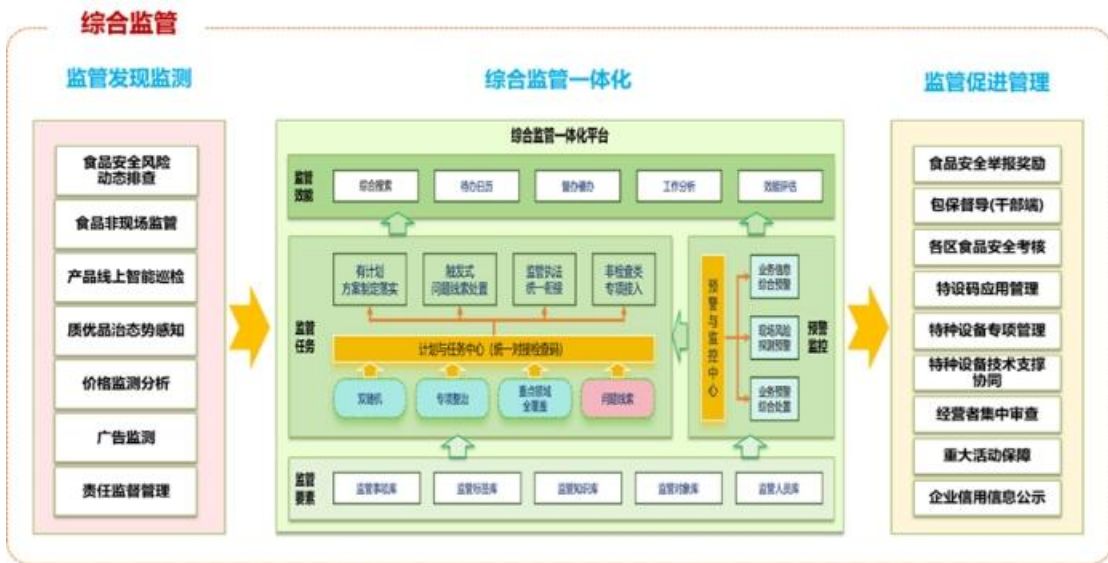 综合监管
监管发现监测
食品安全风险
动态排查
食品非现场监管
产品线上智能巡检
质优品治态势感知
价格监测分析
广告监测
责任监督管理
综合监管一体化
综合监管一体化平台
监管
效能
综合搜索
待办日历
督办催办
工作分析
效能评估
监管
任务
有计划
方案制定落实
触发式
问题线索处置
监管执法
统一衔接
非检查类
专项接入
计划与任务中心（统一对接检查码）
双随机
专项整治
重点领域
全覆盖
问题线索
预警与监控中心
业务信息
综合预警
现场风险
探测预警
业务预警
综合处置
预警
监控
监管
要素
监管事项库
监管标签库
监管知识库
监管对象库
监管人员库
监管促进管理
食品安全举报奖励
包保督导(干部端)
各区食品安全考核
特设码应用管理
特种设备专项管理
特种设备技术支撑
协同
经营者集中审查
重大活动保障
企业信用信息公示